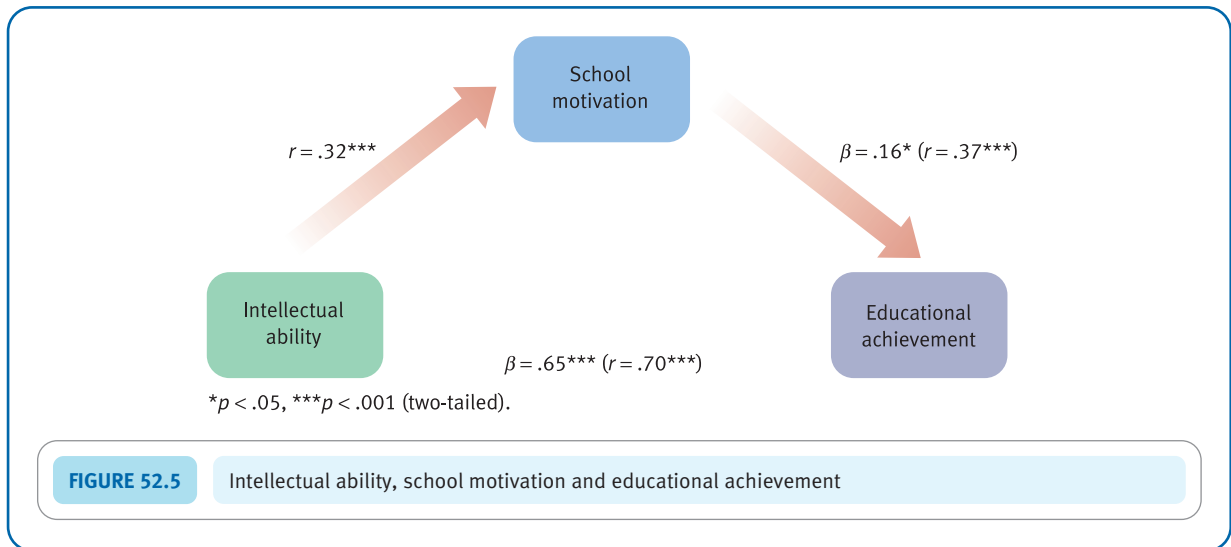 School
motivation
r = .32***
β = .16* (r = .37***)
Intellectual
ability
Educational
achievement
β = .65*** (r = .70***)
*p < .05, ***p < .001 (two-tailed).
FIGURE 52.5 Intellectual ability, school motivation and educational achievement